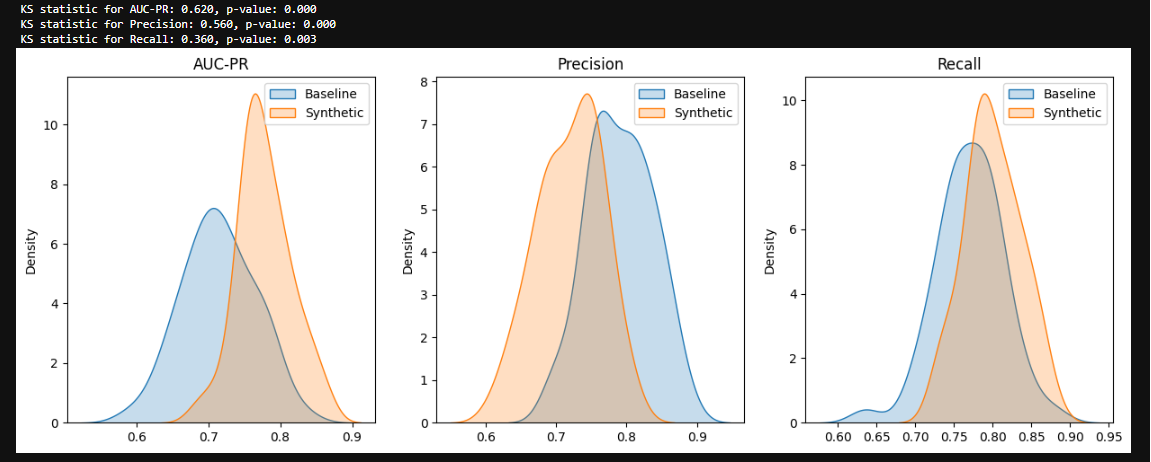 KS statistic for AUC-PR: 0.620, p-value: 0.000
KS statistic for Precision: 0.560, p-value: 0.000
KS statistic for Recall: 0.360, p-value: 0.003
AUC-PR
Baseline
Synthetic
Density
10
8
6
4
2
0
0.6 0.7 0.8 0.9
Precision
Baseline
Synthetic
Density
8
7
6
5
4
3
2
1
0
0.6 0.7 0.8 0.9
Recall
Baseline
Synthetic
Density
10
8
6
4
2
0
0.60 0.65 0.70 0.75 0.80 0.85 0.90 0.95